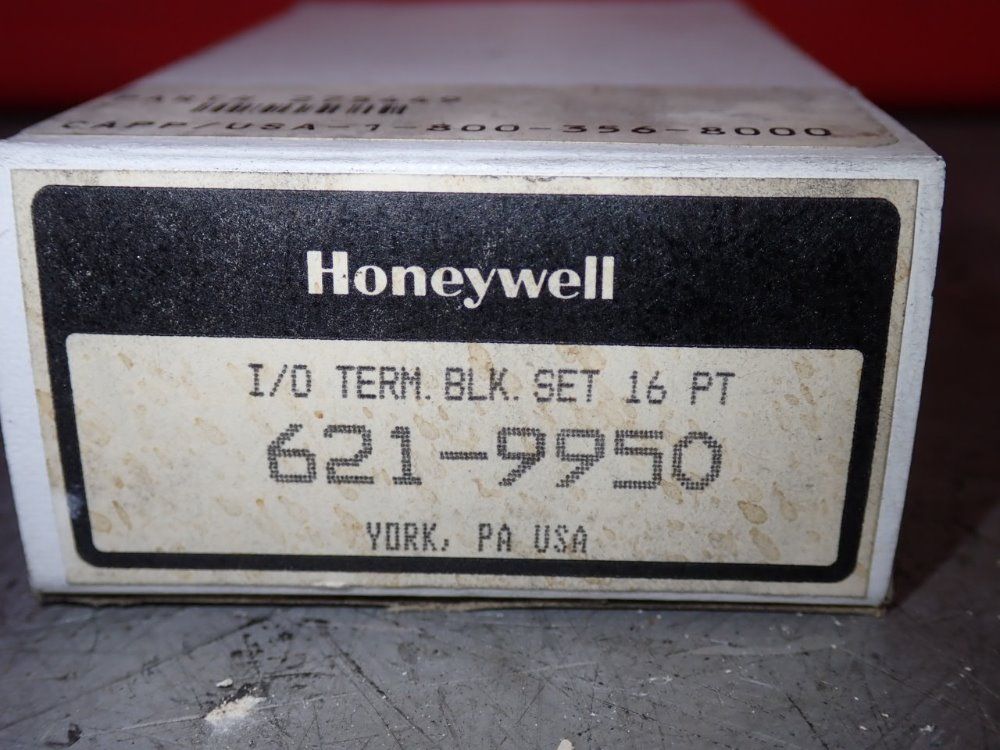 CAPP/USA-1-800-356-8000
Honeywell
I/O TERM. BLK. SET 16 PT
621-9950
YORK, PA USA